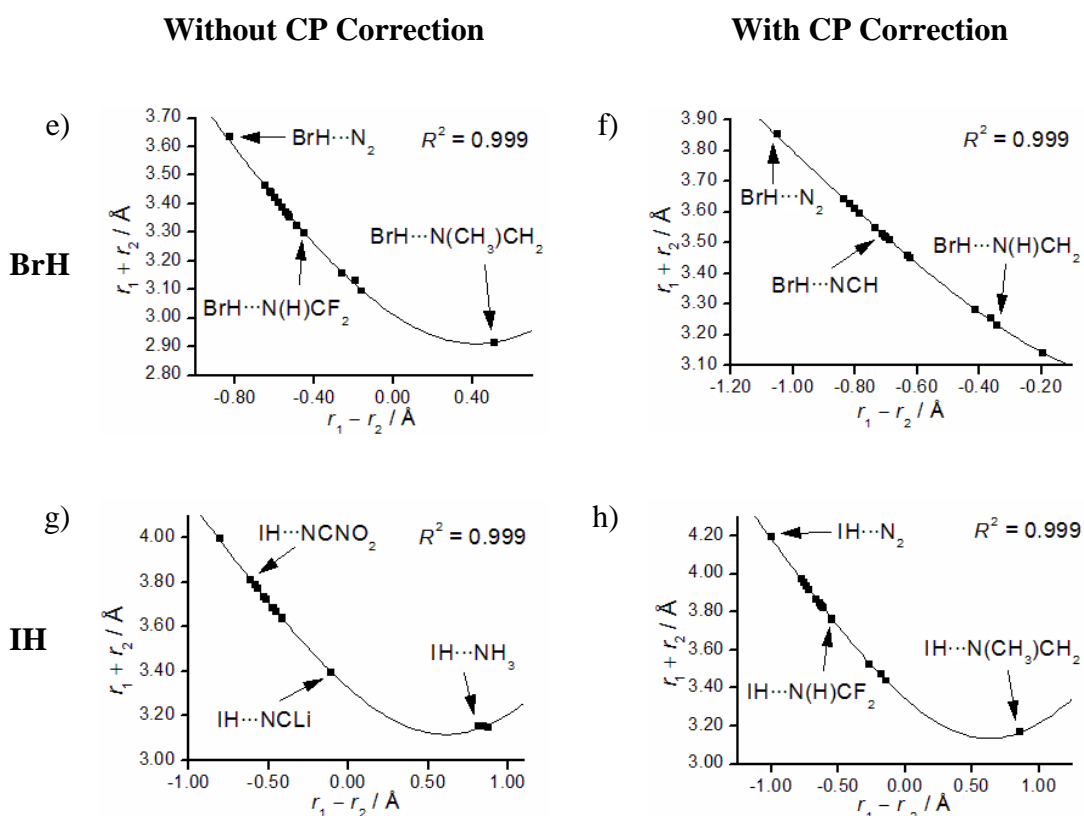 Without CP Correction With CP Correction
e)
3.70
3.60
3.50
3.40
3.30
3.20
3.10
3.00
2.90
2.80
r1 + r2 / Å
BrH···N2
R2 = 0.999
BrH···N(CH3)CH2
BrH···N(H)CF2
-0.80 -0.40 0.00 0.40
r1 − r2 / Å
f)
3.90
3.80
3.70
3.60
3.50
3.40
3.30
3.20
3.10
r1 + r2 / Å
R2 = 0.999
BrH···N2
BrH···N(H)CH2
BrH···NCH
-1.20 -1.00 -0.80 -0.60 -0.40 -0.20
r1 − r2 / Å
BrH
g)
4.00
3.80
3.60
3.40
3.20
3.00
r1 + r2 / Å
IH···NCNO2
R2 = 0.999
IH···NH3
IH···NCLi
-1.00 -0.50 0.00 0.50 1.00
r1 − r2 / Å
h)
4.20
4.00
3.80
3.60
3.40
3.20
3.00
r1 + r2 / Å
IH···N2
R2 = 0.999
IH···N(CH3)CH2
IH···N(H)CF2
-1.00 -0.50 0.00 0.50 1.00
r1 − r2 / Å
IH